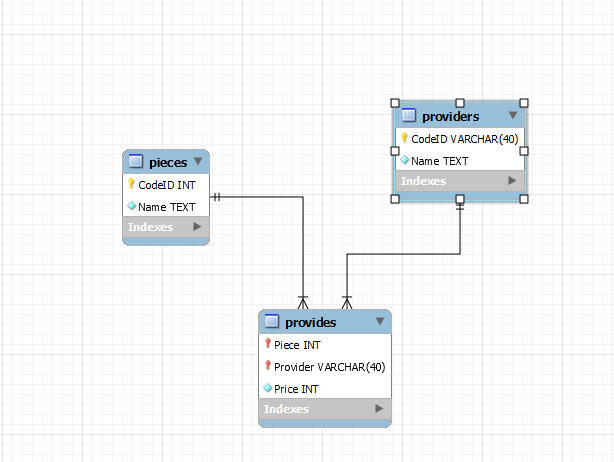 providers
CodeID VARCHAR(40)
Name TEXT
Indexes
pieces
CodeID INT
Name TEXT
Indexes
provides
Piece INT
Provider VARCHAR(40)
Price INT
Indexes